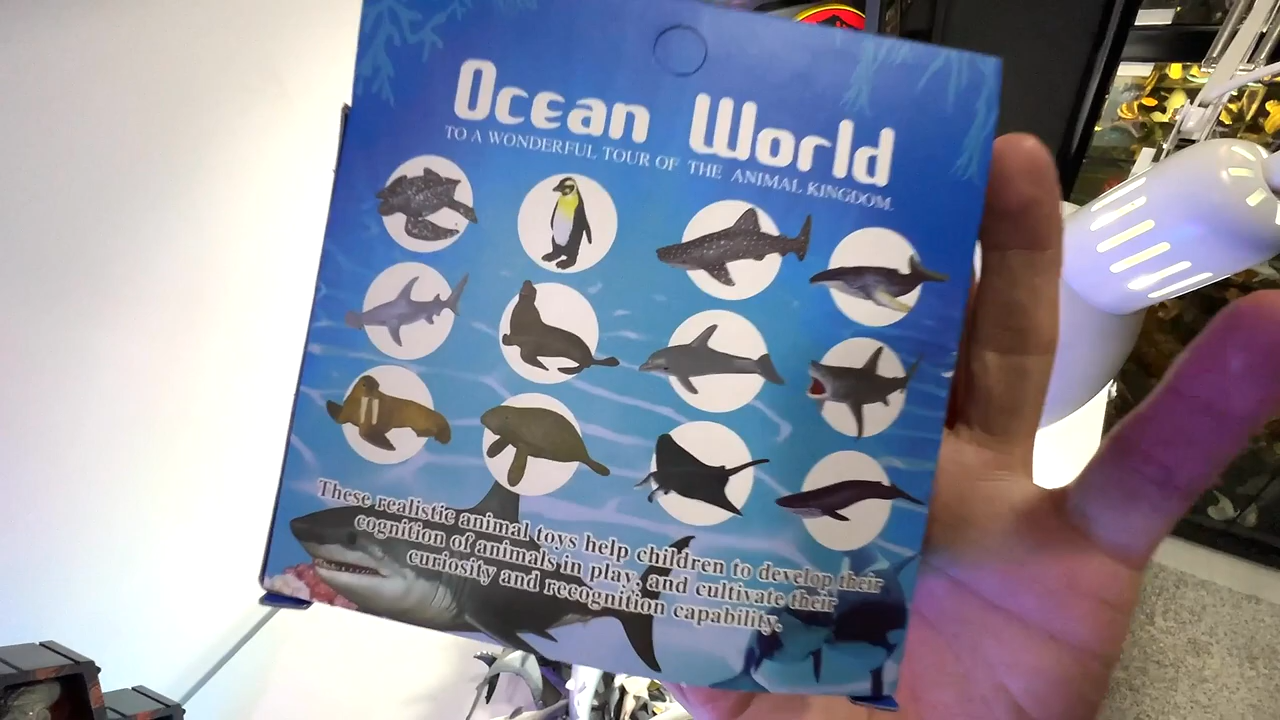 Ocean World
TO A WONDERFUL TOUR OF THE ANIMAL KINGDOM.
These realistic animal toys help children to develop their
cognition of animals in play, and cultivate their
curiosity and recognition capability.